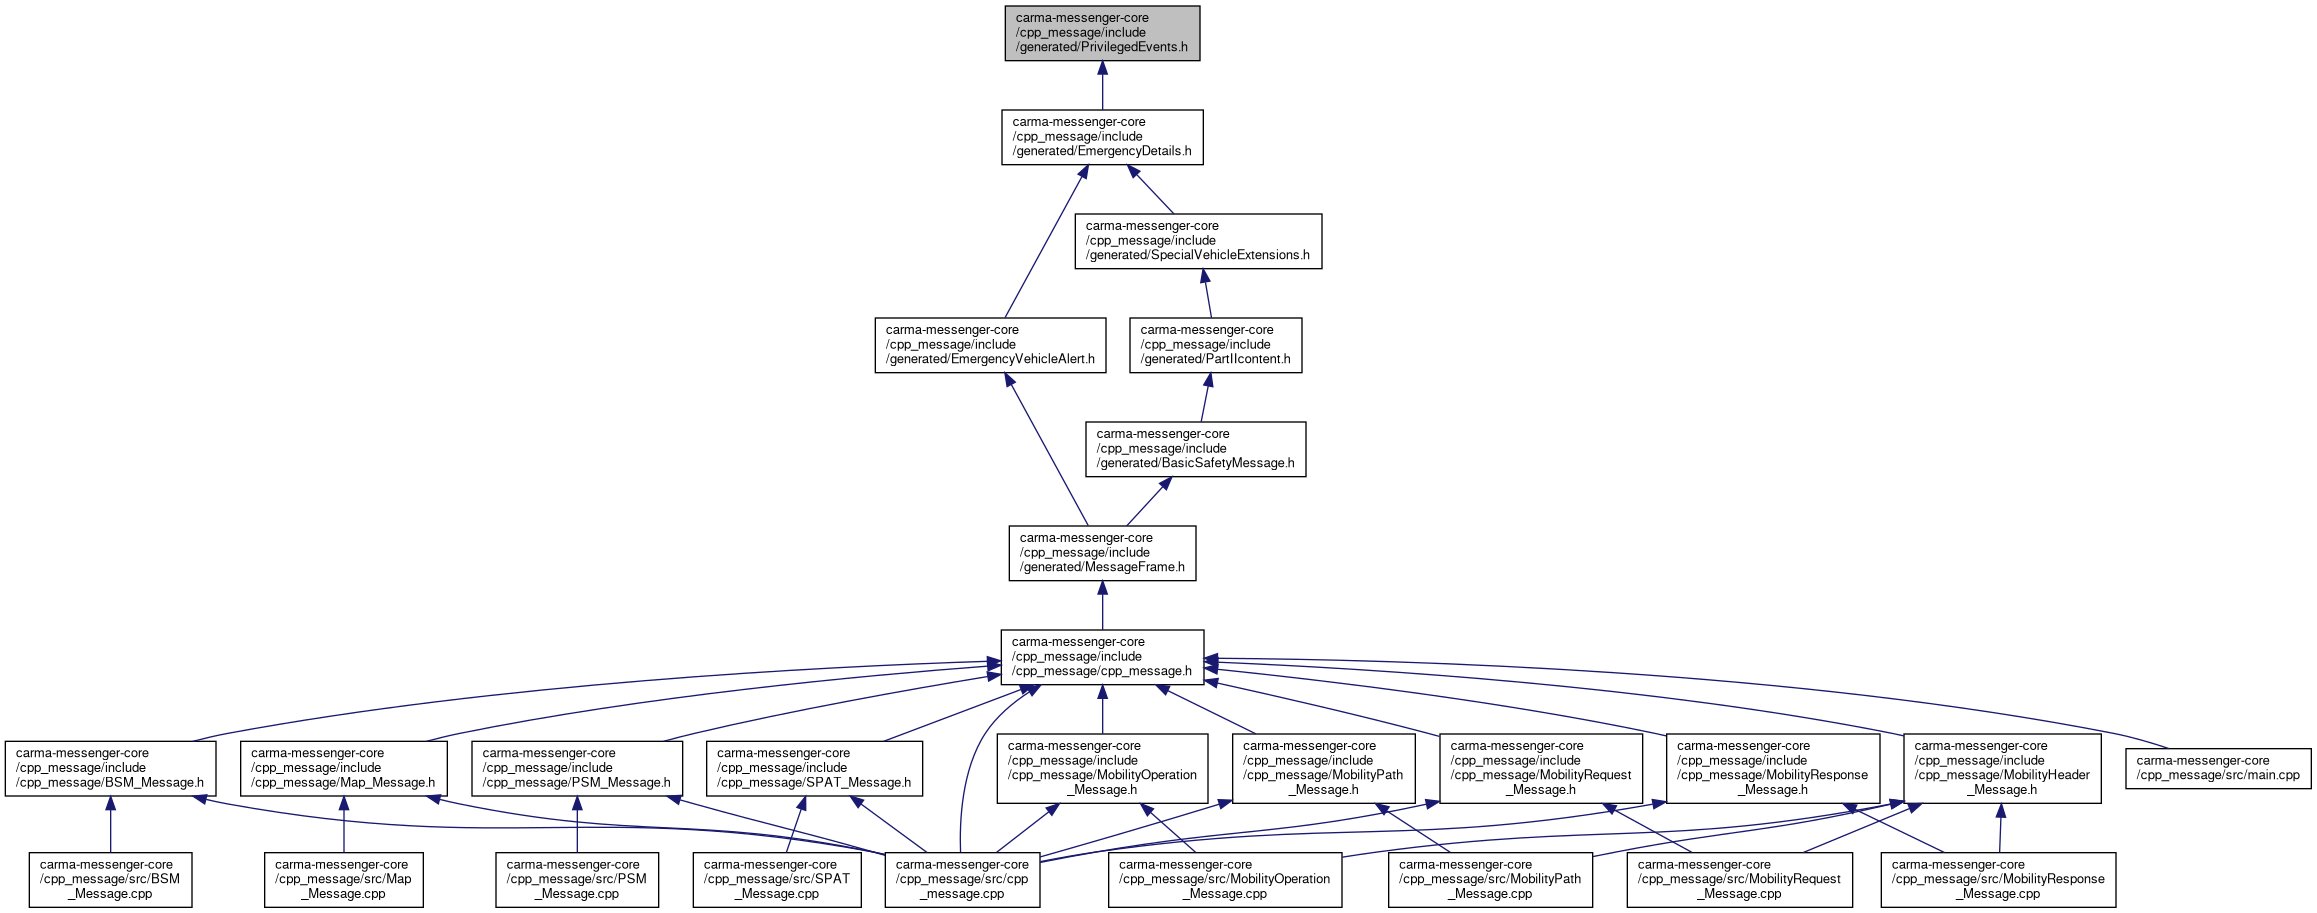 carma-messenger-core
/cpp_message/include
/generated/PrivilegedEvents.h
carma-messenger-core
/cpp_message/include
/generated/EmergencyDetails.h
carma-messenger-core
/cpp_message/include
/generated/SpecialVehicleExtensions.h
carma-messenger-core
/cpp_message/include
/generated/EmergencyVehicleAlert.h
carma-messenger-core
/cpp_message/include
/generated/PartIIcontent.h
carma-messenger-core
/cpp_message/include
/generated/BasicSafetyMessage.h
carma-messenger-core
/cpp_message/include
/generated/MessageFrame.h
carma-messenger-core
/cpp_message/include
/cpp_message/cpp_message.h
carma-messenger-core
/cpp_message/include
/cpp_message/BSM_Message.h
carma-messenger-core
/cpp_message/include
/cpp_message/Map_Message.h
carma-messenger-core
/cpp_message/include
/cpp_message/PSM_Message.h
carma-messenger-core
/cpp_message/include
/cpp_message/SPAT_Message.h
carma-messenger-core
/cpp_message/include
/cpp_message/MobilityOperation
_Message.h
carma-messenger-core
/cpp_message/include
/cpp_message/MobilityPath
_Message.h
carma-messenger-core
/cpp_message/include
/cpp_message/MobilityRequest
_Message.h
carma-messenger-core
/cpp_message/include
/cpp_message/MobilityResponse
_Message.h
carma-messenger-core
/cpp_message/include
/cpp_message/MobilityHeader
_Message.h
carma-messenger-core
/cpp_message/src/main.cpp
carma-messenger-core
/cpp_message/src/BSM
_Message.cpp
carma-messenger-core
/cpp_message/src/Map
_Message.cpp
carma-messenger-core
/cpp_message/src/PSM
_Message.cpp
carma-messenger-core
/cpp_message/src/SPAT
_Message.cpp
carma-messenger-core
/cpp_message/src/cpp
_message.cpp
carma-messenger-core
/cpp_message/src/MobilityOperation
_Message.cpp
carma-messenger-core
/cpp_message/src/MobilityPath
_Message.cpp
carma-messenger-core
/cpp_message/src/MobilityRequest
_Message.cpp
carma-messenger-core
/cpp_message/src/MobilityResponse
_Message.cpp